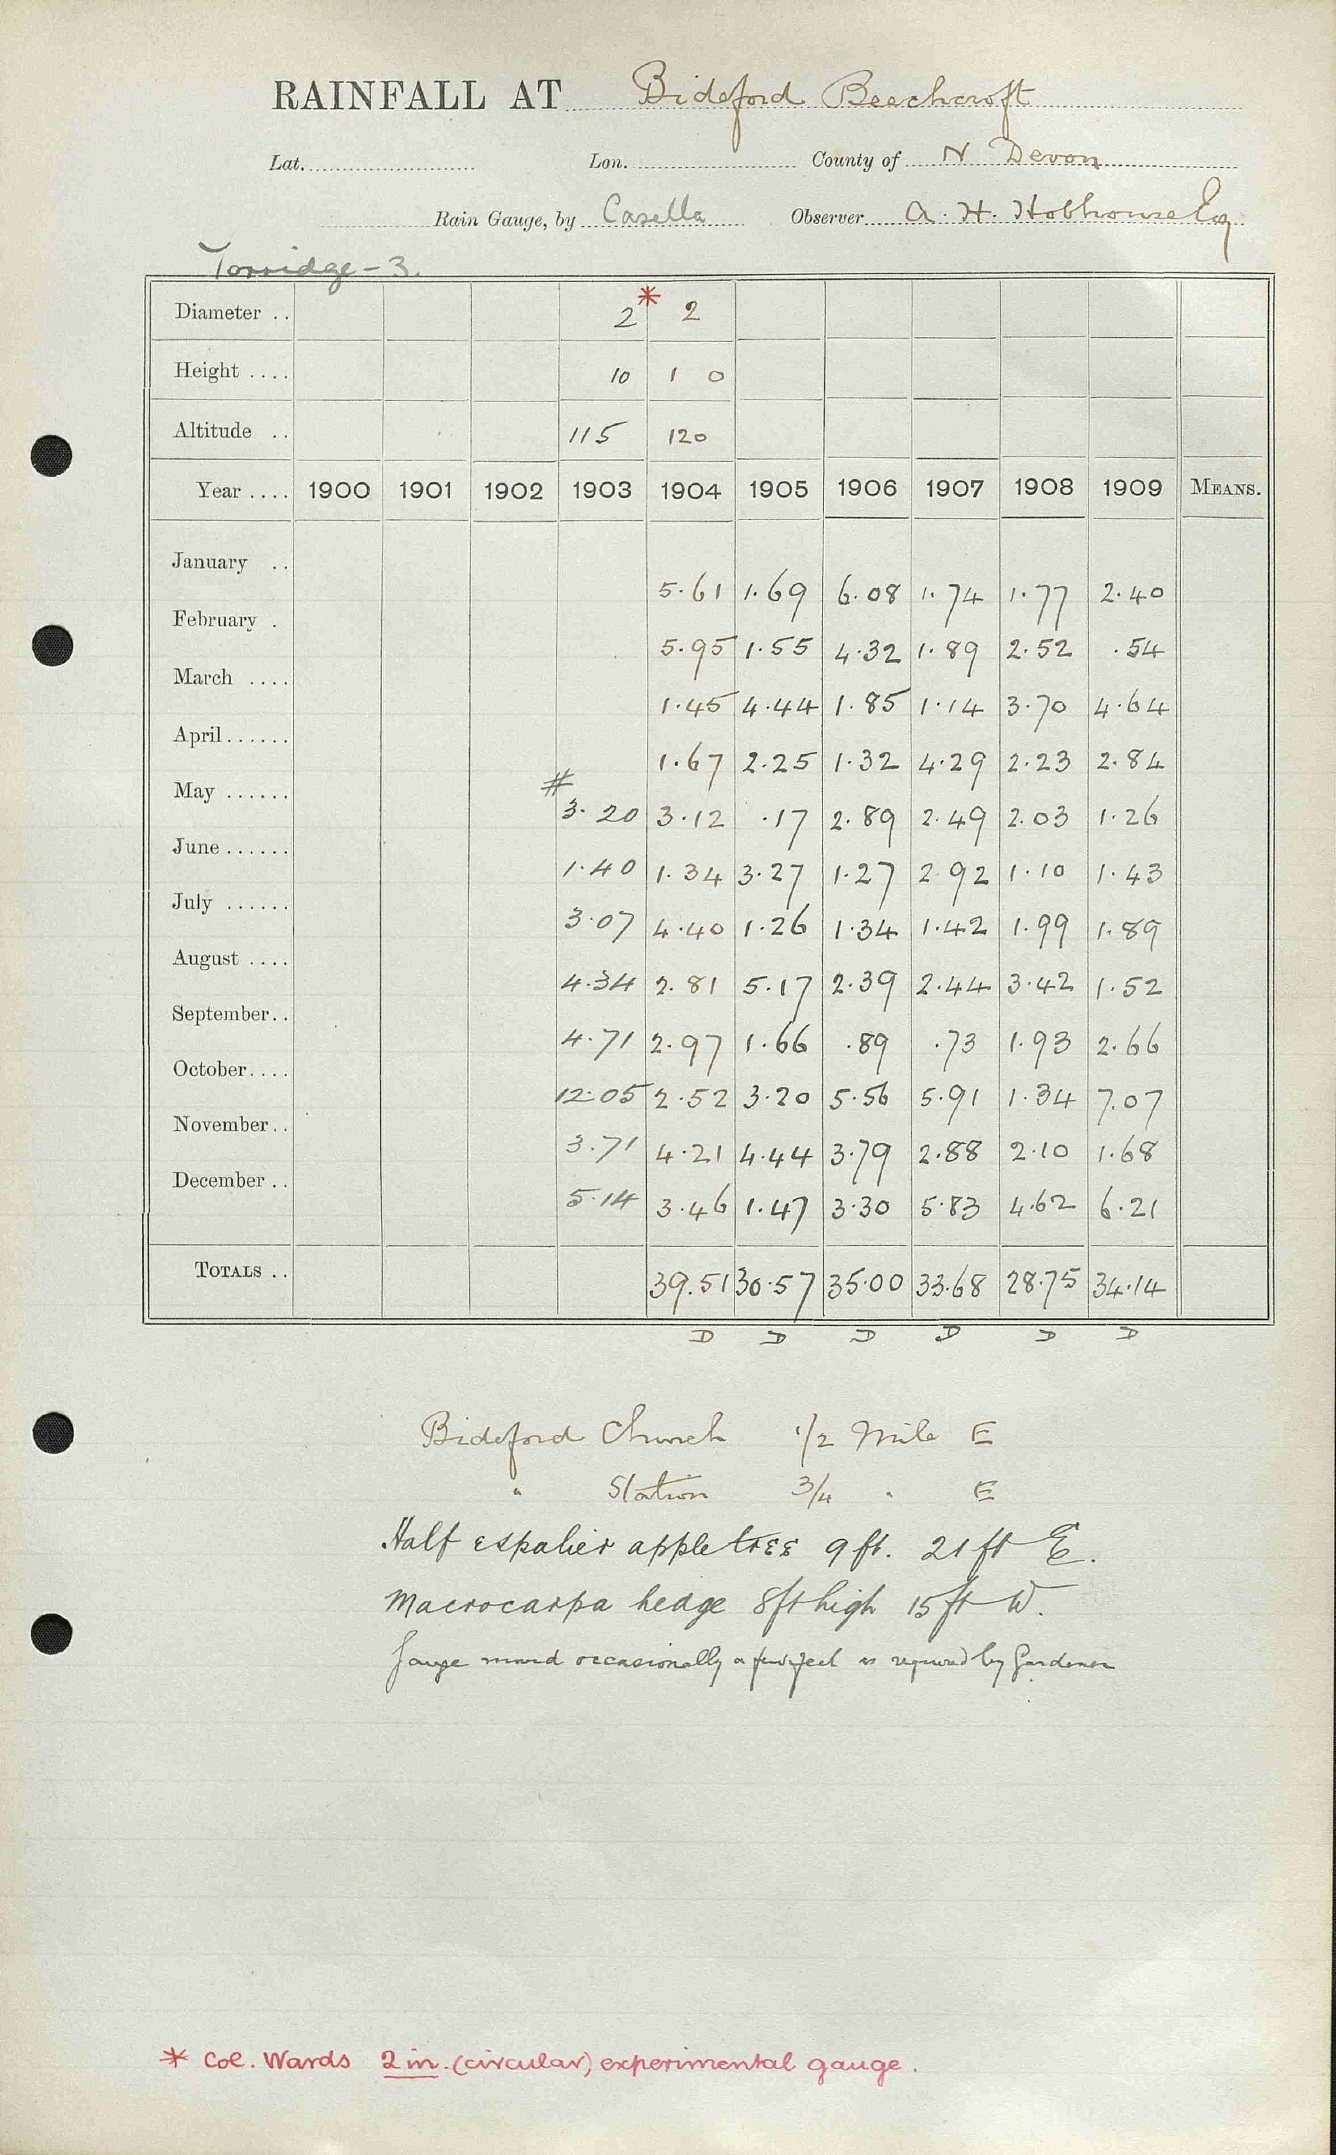 RAINFALL AT Bideford Beechcroft
Lat. Lon. County of N Devon
Rain Gauge, by Casella Observer A. H. Hobhouse Esq
Torridge - 3.
Diameter .. 2 * 2
Height .... 10 1 0
Altitude .. 115 120
Year .... 1900 1901 1902 1903 1904 1905 1906 1907 1908 1909 MEANS.
January .. 5.61 1.69 6.08 1.74 1.77 2.40
February . 5.95 1.55 4.32 1.89 2.52 .54
March .... 1.45 4.44 1.85 1.14 3.70 4.64
April...... 1.67 2.25 1.32 4.29 2.23 2.84
May ...... # 3.20 3.12 .17 2.89 2.49 2.03 1.26
June ...... 1.40 1.34 3.27 1.27 2.92 1.10 1.43
July ...... 3.07 4.40 1.26 1.34 1.42 1.99 1.89
August .... 4.34 2.81 5.17 2.39 2.44 3.42 1.52
September.. 4.71 2.97 1.66 .89 .73 1.93 2.66
October.... 12.05 2.52 3.20 5.56 5.91 1.34 7.07
November.. 3.71 4.21 4.44 3.79 2.88 2.10 1.68
December .. 5.14 3.46 1.47 3.30 5.83 4.62 6.21
TOTALS .. 39.51 30.57 35.00 33.68 28.75 34.14
D D D D D D
Bideford Church 1/2 Mile E
" Station 3/4 " E
Half espalier apple trees 9 ft. 21 ft E.
Macrocarpa hedge 8ft high 15 ft W.
Gauge moved occasionally a few feet as required by Gardener
* Col. Wards 2 in. (circular) experimental gauge.